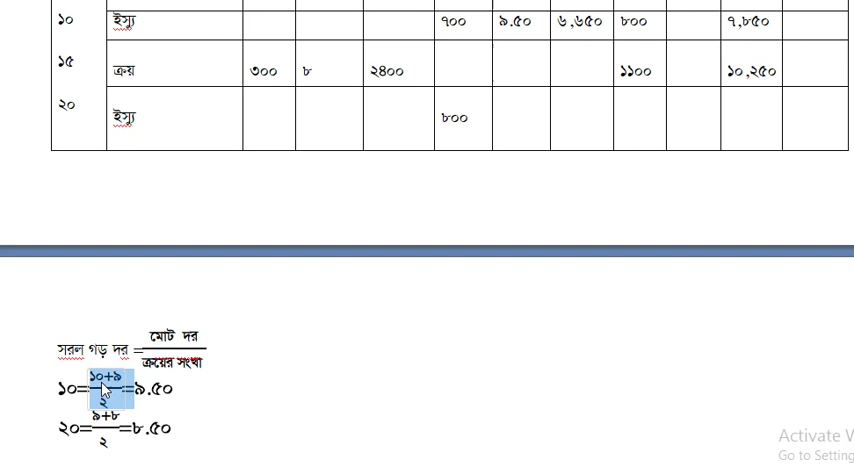 ১০ ইস্যু ৭০০ ৯.৫০ ৬,৬৫০ ৮০০ ৭,৮৫০
১৫ ক্রয় ৩০০ ৮ ২৪০০ ১১০০ ১০,২৫০
২০ ইস্যু ৮০০
সরল গড় দর = মোট দর / ক্রয়ের সংখা
১০= ১০+৯ / ২ =৯.৫০
২০= ৯+৮ / ২ =৮.৫০
Activate W
Go to Setting